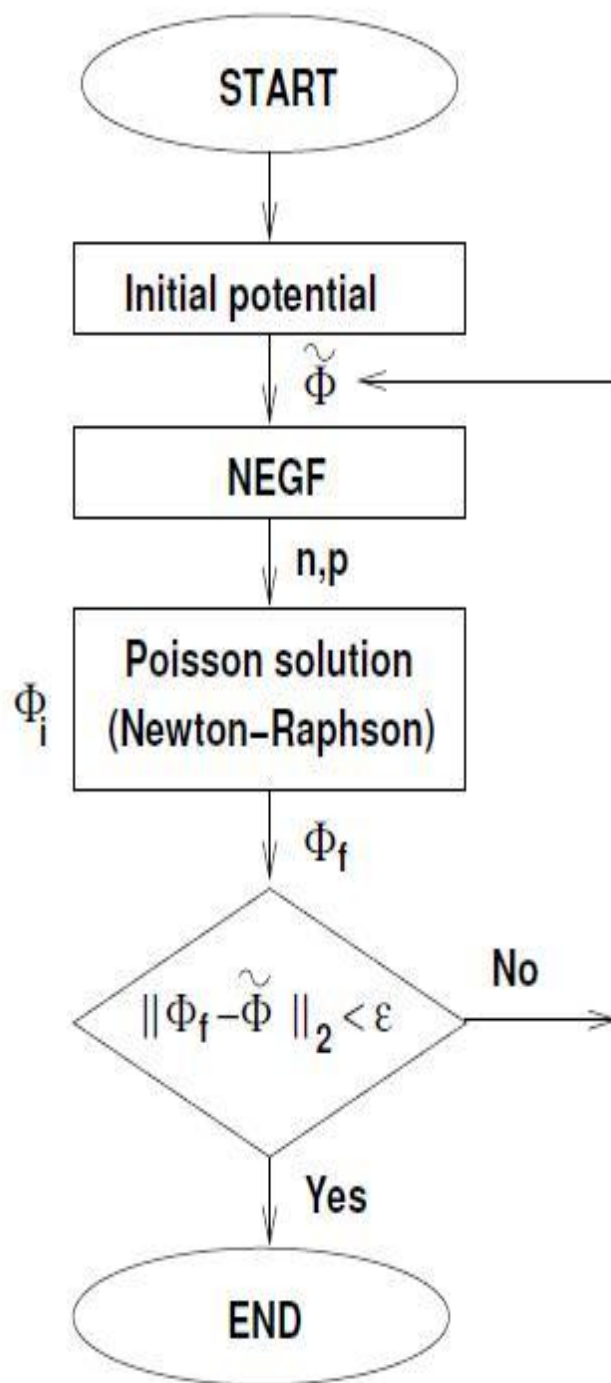 START
Initial potential
Φ̃
NEGF
n,p
Poisson solution
(Newton–Raphson)
Φi
Φf
No
||Φf–Φ̃ ||2 < ε
Yes
END